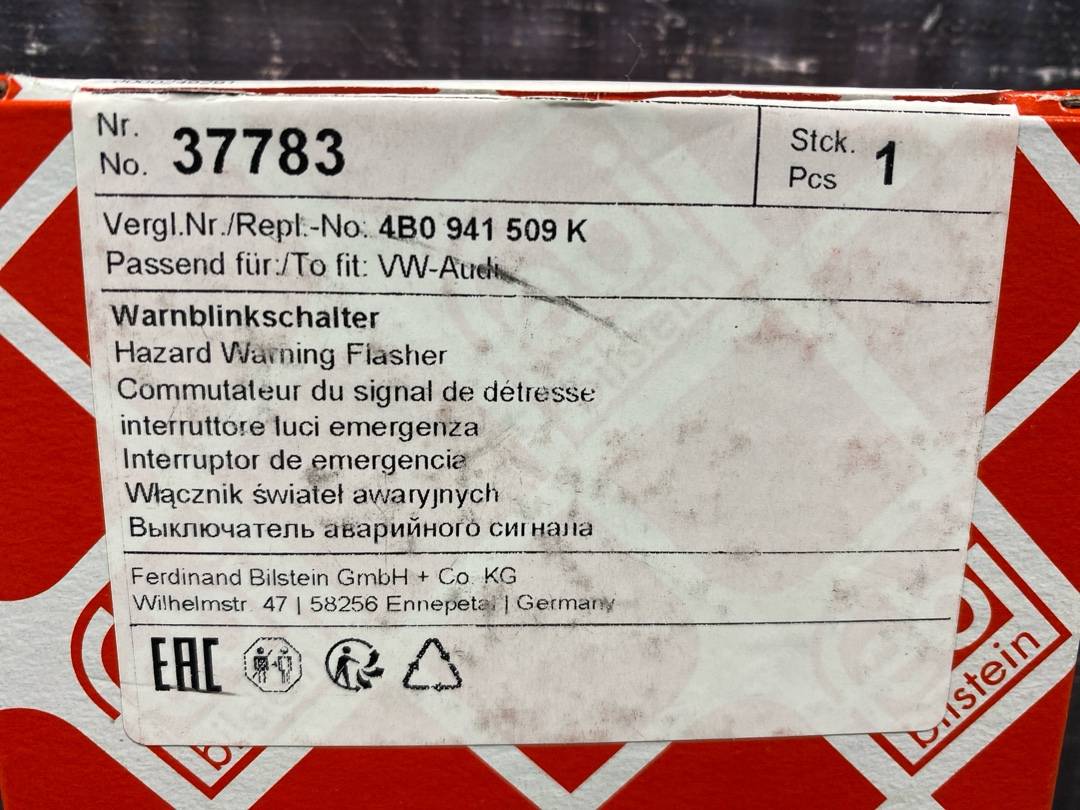 Nr.
No. 37783
Stck.
Pcs 1
Vergl.Nr./Repl.-No: 4B0 941 509 K
Passend für:/To fit: VW-Audi
Warnblinkschalter
Hazard Warning Flasher
Commutateur du signal de détresse
interruttore luci emergenza
Interruptor de emergencia
Włącznik świateł awaryjnych
Выключатель аварийного сигнала
Ferdinand Bilstein GmbH + Co. KG
Wilhelmstr. 47 | 58256 Ennepetal | Germany
EAC
bilstein